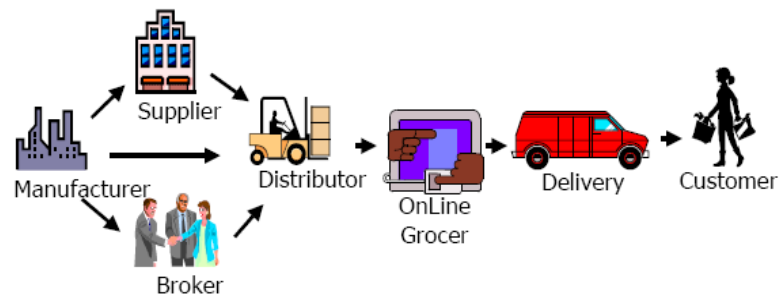 Supplier
Manufacturer
Distributor
OnLine
Grocer
Delivery
Customer
Broker